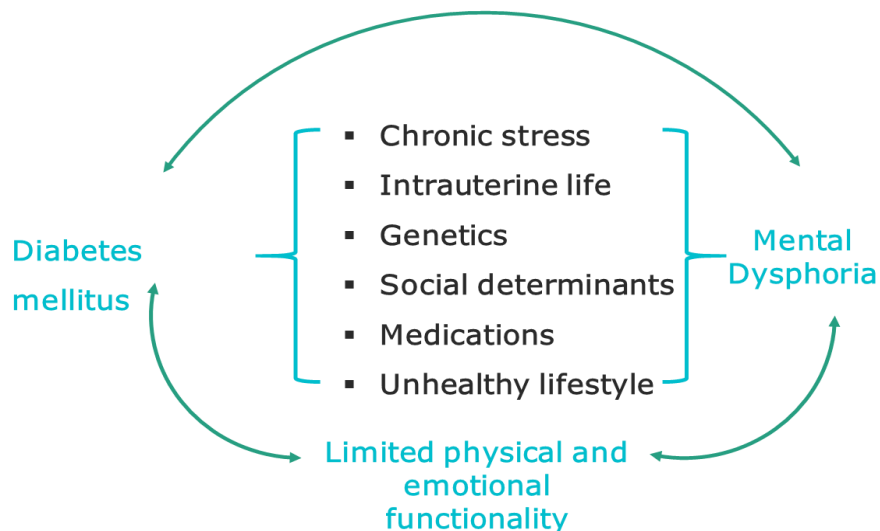 Diabetes
mellitus
▪ Chronic stress
▪ Intrauterine life
▪ Genetics
▪ Social determinants
▪ Medications
▪ Unhealthy lifestyle
Mental
Dysphoria
Limited physical and
emotional
functionality